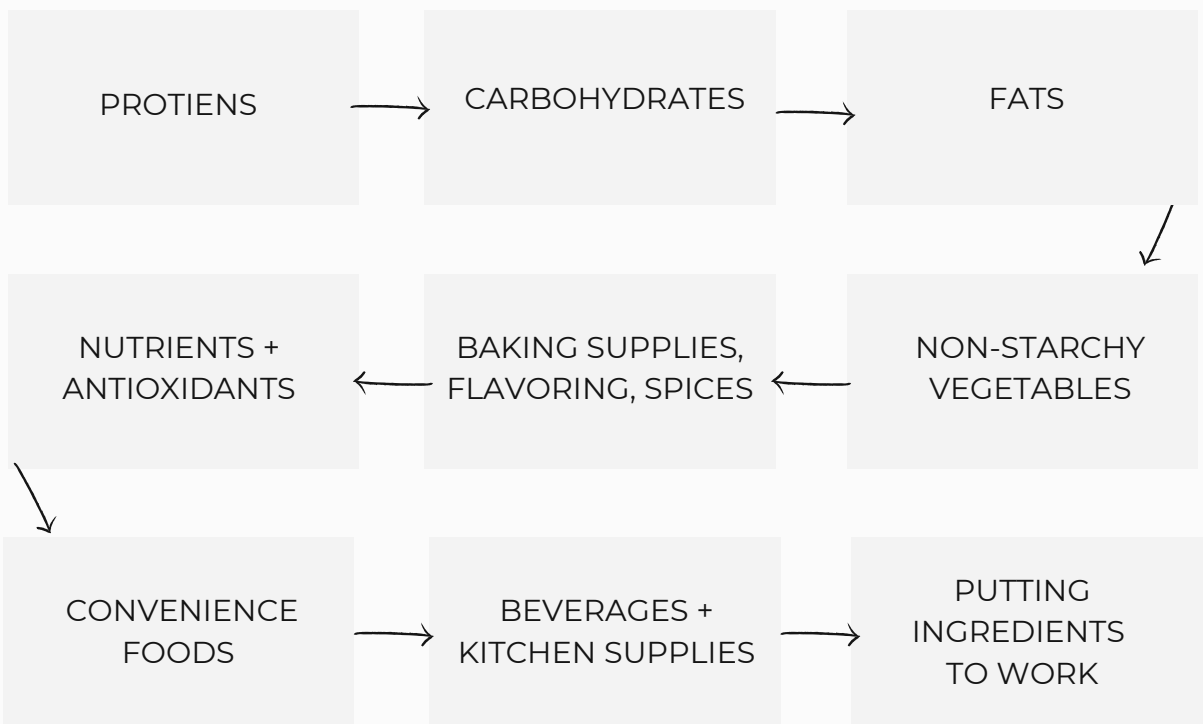 PROTIENS
CARBOHYDRATES
FATS
NON-STARCHY
VEGETABLES
BAKING SUPPLIES,
FLAVORING, SPICES
NUTRIENTS +
ANTIOXIDANTS
CONVENIENCE
FOODS
BEVERAGES +
KITCHEN SUPPLIES
PUTTING
INGREDIENTS
TO WORK